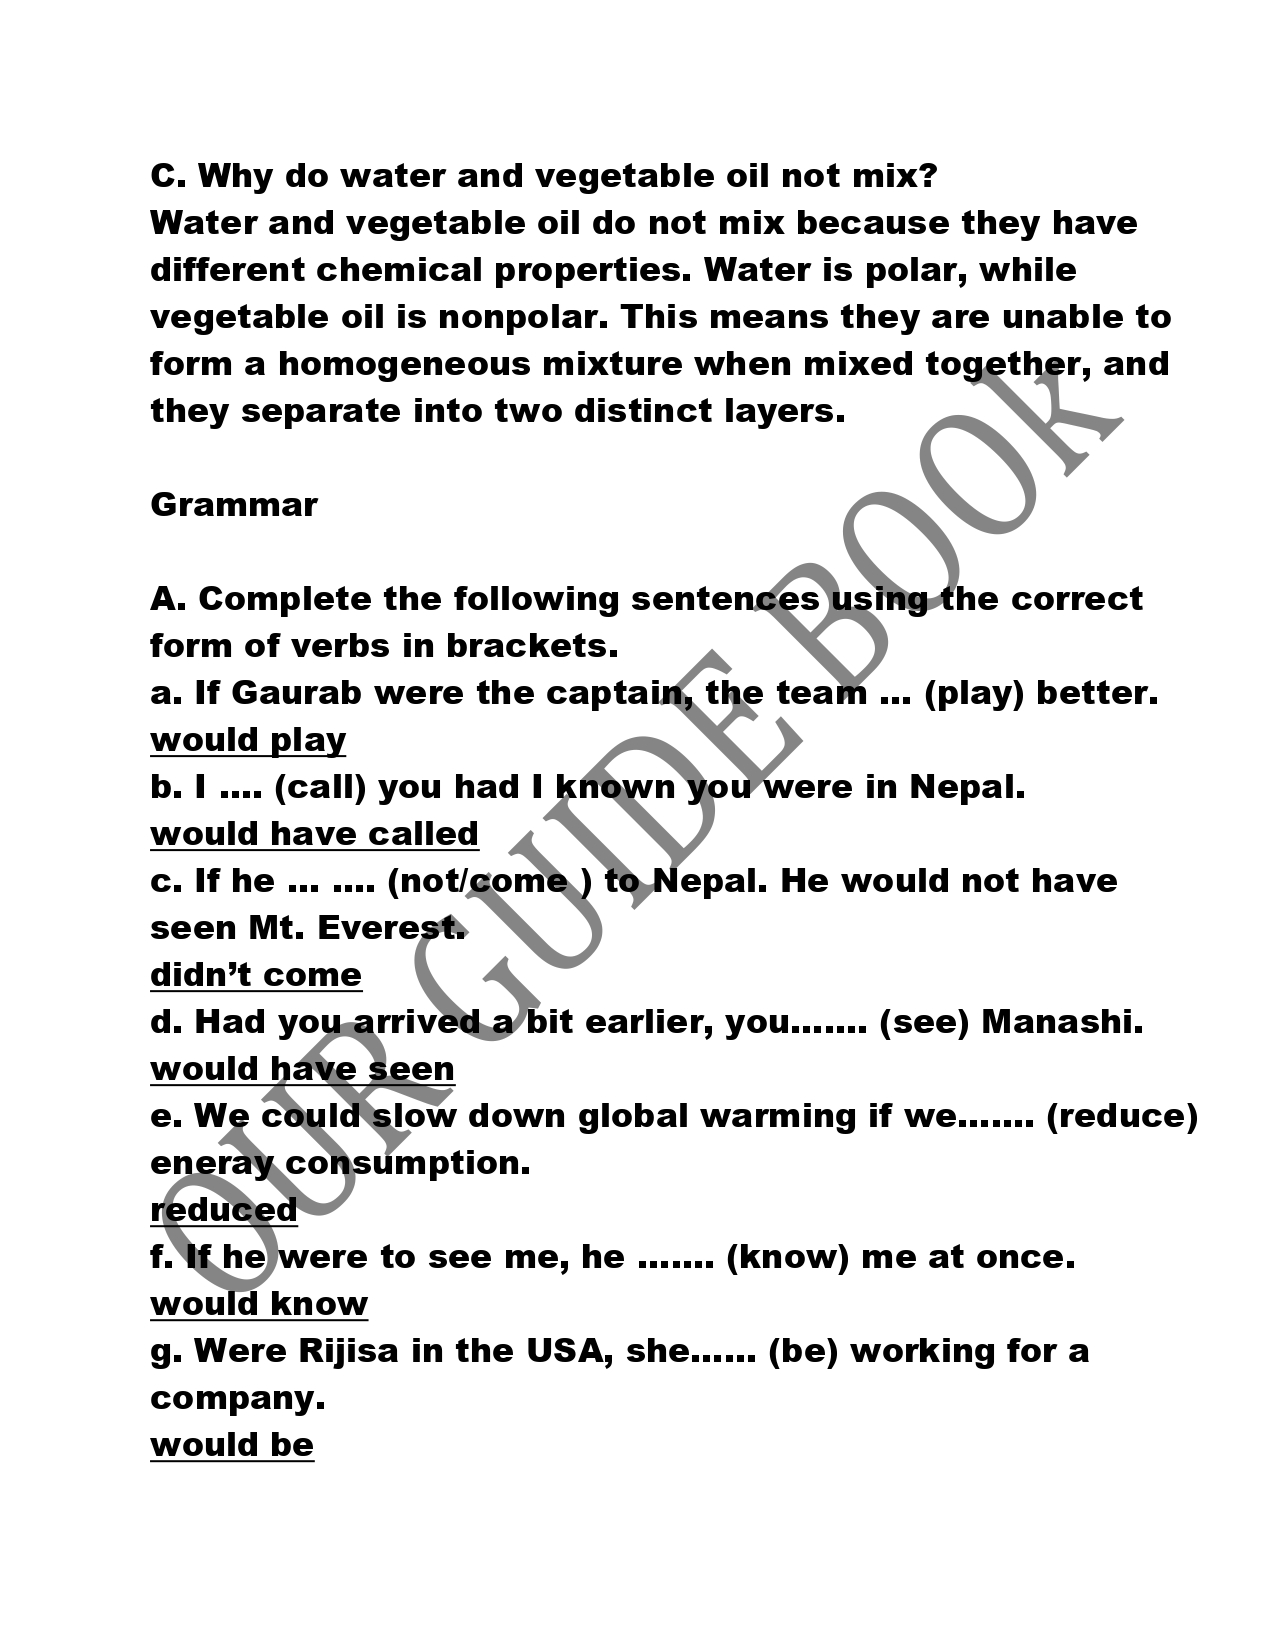 C. Why do water and vegetable oil not mix?
Water and vegetable oil do not mix because they have
different chemical properties. Water is polar, while
vegetable oil is nonpolar. This means they are unable to
form a homogeneous mixture when mixed together, and
they separate into two distinct layers.
Grammar
A. Complete the following sentences using the correct
form of verbs in brackets.
a. If Gaurab were the captain, the team ... (play) better.
would play
b. I .... (call) you had I known you were in Nepal.
would have called
c. If he ... .... (not/come ) to Nepal. He would not have
seen Mt. Everest.
didn’t come
d. Had you arrived a bit earlier, you....... (see) Manashi.
would have seen
e. We could slow down global warming if we....... (reduce)
eneray consumption.
reduced
f. If he were to see me, he ....... (know) me at once.
would know
g. Were Rijisa in the USA, she...... (be) working for a
company.
would be
OUR GUIDE BOOk